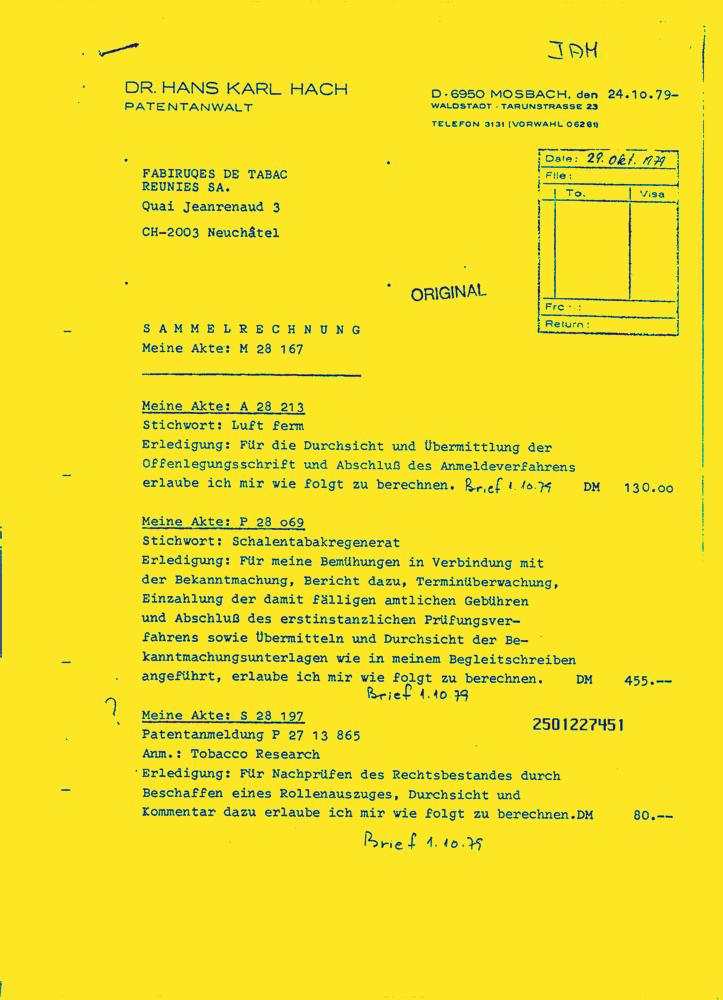 JAM
DR. HANS KARL HACH
PATENTANWALT
D-6950 MOSBACH, den 24.10.79-
WALDSTADT · TARUNSTRASSE 23
TELEFON 3131 (VORWAHL 06261)
Date: 29. Okt. 1979
File:
To. Visa
Return:
FABIRUQES DE TABAC
REUNIES SA.
Quai Jeanrenaud 3
CH-2003 Neuchâtel
ORIGINAL
S A M M E L R E C H N U N G
Meine Akte: M 28 167
Meine Akte: A 28 213
Stichwort: Luft ferm
Erledigung: Für die Durchsicht und Übermittlung der
Offenlegungsschrift und Abschluß des Anmeldeverfahrens
erlaube ich mir wie folgt zu berechnen. Brief 1.10.79 DM 130.oo
Meine Akte: P 28 o69
Stichwort: Schalentabakregenerat
Erledigung: Für meine Bemühungen in Verbindung mit
der Bekanntmachung, Bericht dazu, Terminüberwachung,
Einzahlung der damit fälligen amtlichen Gebühren
und Abschluß des erstinstanzlichen Prüfungsver-
fahrens sowie Übermitteln und Durchsicht der Be-
kanntmachungsunterlagen wie in meinem Begleitschreiben
angeführt, erlaube ich mir wie folgt zu berechnen. DM 455.--
Brief 1.10.79
?
Meine Akte: S 28 197
2501227451
Patentanmeldung P 27 13 865
Anm.: Tobacco Research
Erledigung: Für Nachprüfen des Rechtsbestandes durch
Beschaffen eines Rollenauszuges, Durchsicht und
Kommentar dazu erlaube ich mir wie folgt zu berechnen.DM 80.--
Brief 1.10.79